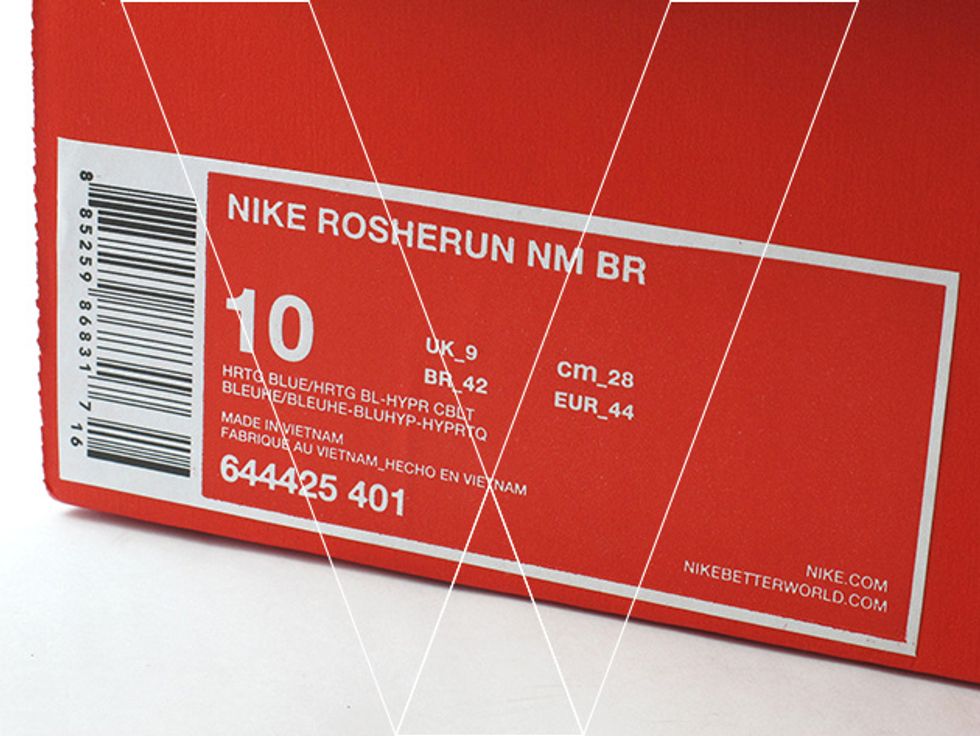 8 85259 86831 7 16
NIKE ROSHERUN NM BR
10
UK_9
cm_28
BR_42
EUR_44
HRTG BLUE/HRTG BL-HYPR CBLT
BLEUHE/BLEUHE-BLUHYP-HYPRTQ
MADE IN VIETNAM
FABRIQUÉ AU VIETNAM_HECHO EN VIETNAM
644425 401
NIKE.COM
NIKEBETTERWORLD.COM